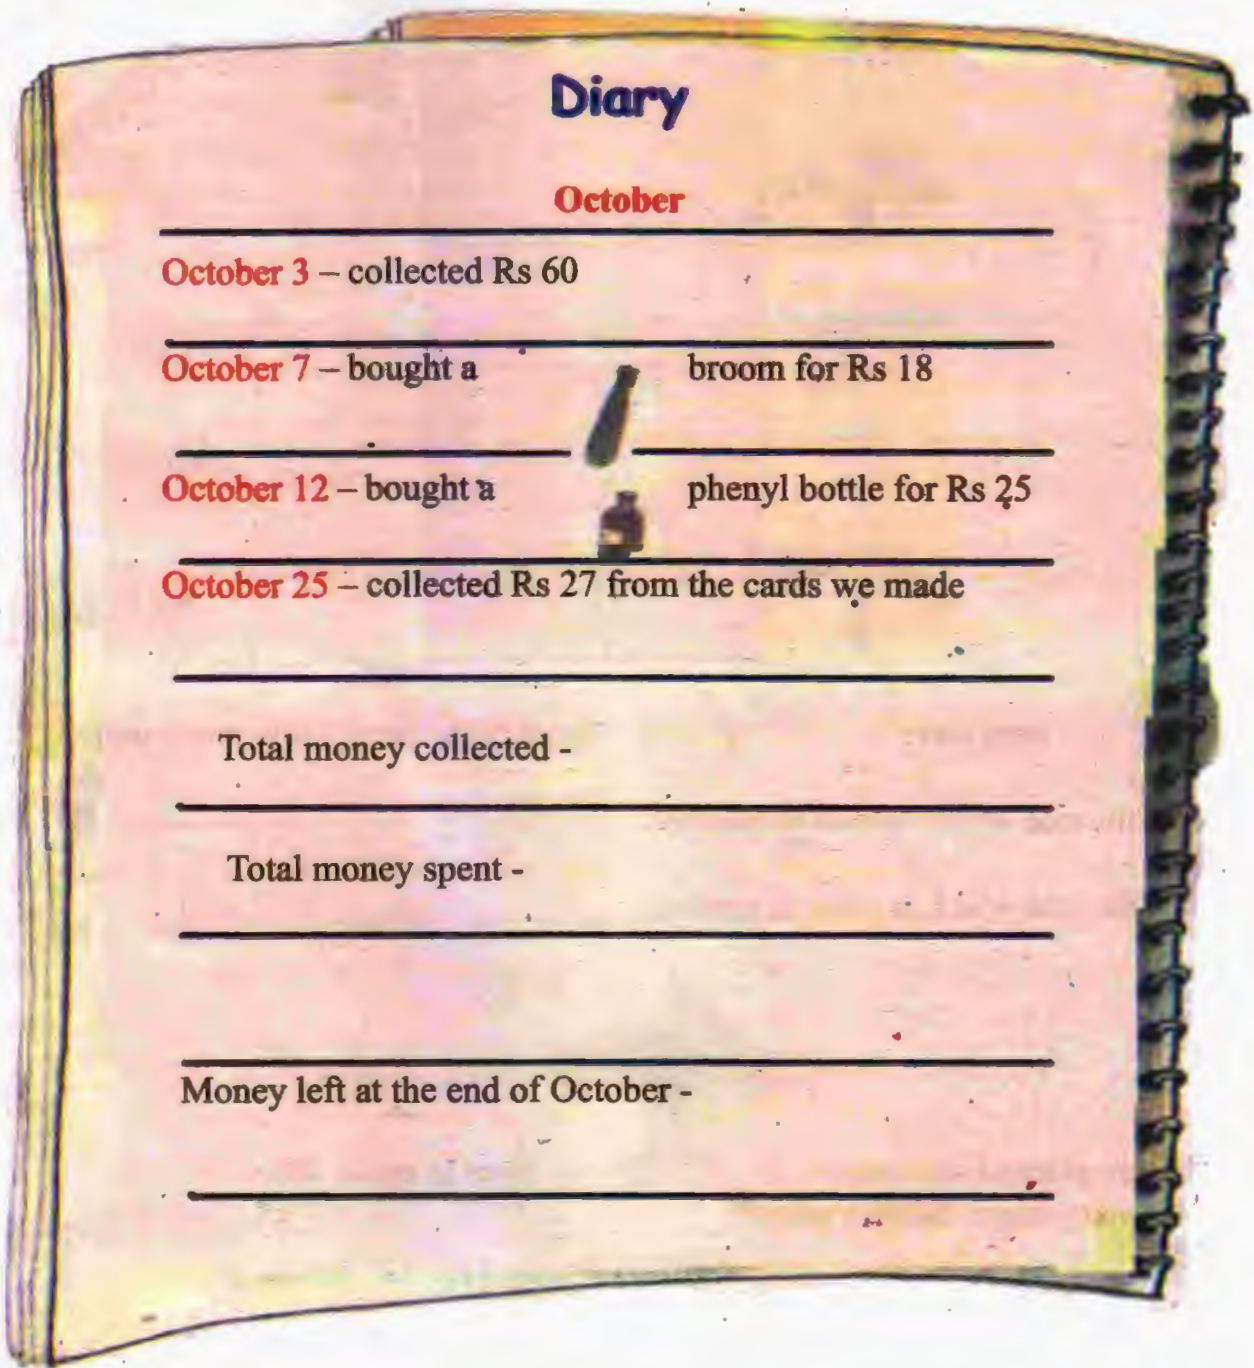 Diary
October
October 3 – collected Rs 60
October 7 – bought a broom for Rs 18
October 12 – bought a phenyl bottle for Rs 25
October 25 – collected Rs 27 from the cards we made
Total money collected -
Total money spent -
Money left at the end of October -